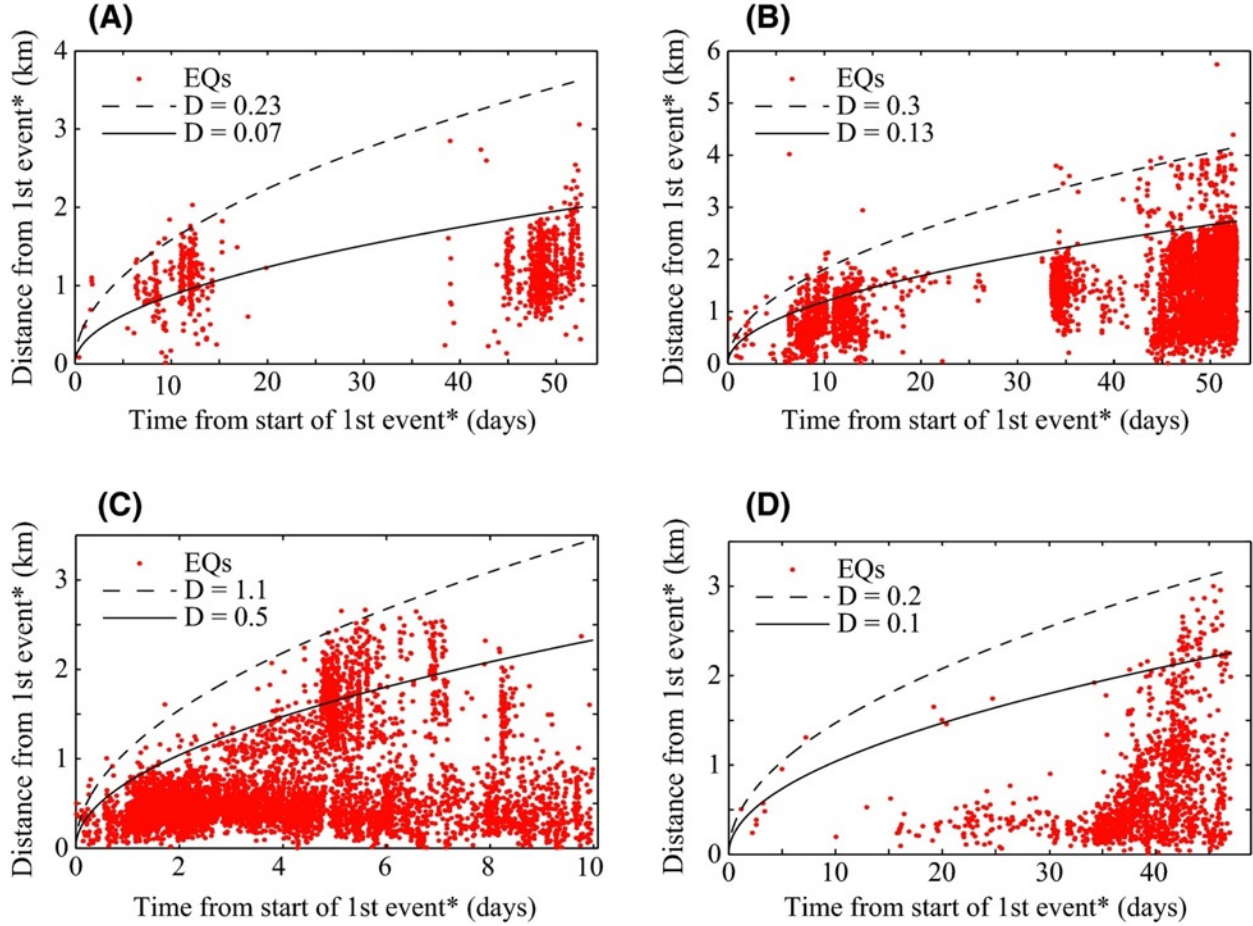 (A)
Distance from 1st event* (km)
4
3
2
1
0
EQs
D = 0.23
D = 0.07
0 10 20 30 40 50
Time from start of 1st event* (days)
(B)
Distance from 1st event* (km)
6
5
4
3
2
1
0
EQs
D = 0.3
D = 0.13
0 10 20 30 40 50
Time from start of 1st event* (days)
(C)
Distance from 1st event* (km)
3
2
1
0
EQs
D = 1.1
D = 0.5
0 2 4 6 8 10
Time from start of 1st event* (days)
(D)
Distance from 1st event* (km)
3
2
1
0
EQs
D = 0.2
D = 0.1
0 10 20 30 40
Time from start of 1st event* (days)